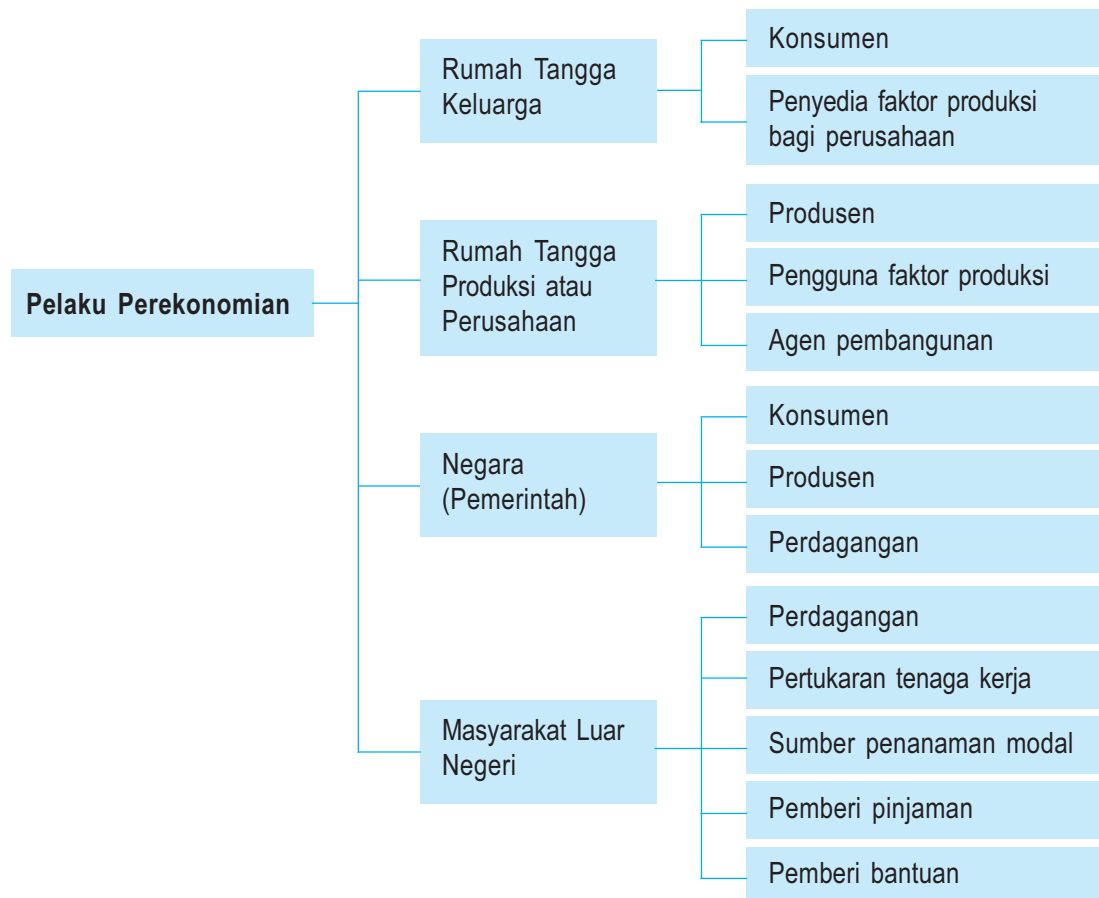 Pelaku Perekonomian
Rumah Tangga
Keluarga
Konsumen
Penyedia faktor produksi
bagi perusahaan
Rumah Tangga
Produksi atau
Perusahaan
Produsen
Pengguna faktor produksi
Agen pembangunan
Negara
(Pemerintah)
Konsumen
Produsen
Perdagangan
Masyarakat Luar
Negeri
Perdagangan
Pertukaran tenaga kerja
Sumber penanaman modal
Pemberi pinjaman
Pemberi bantuan